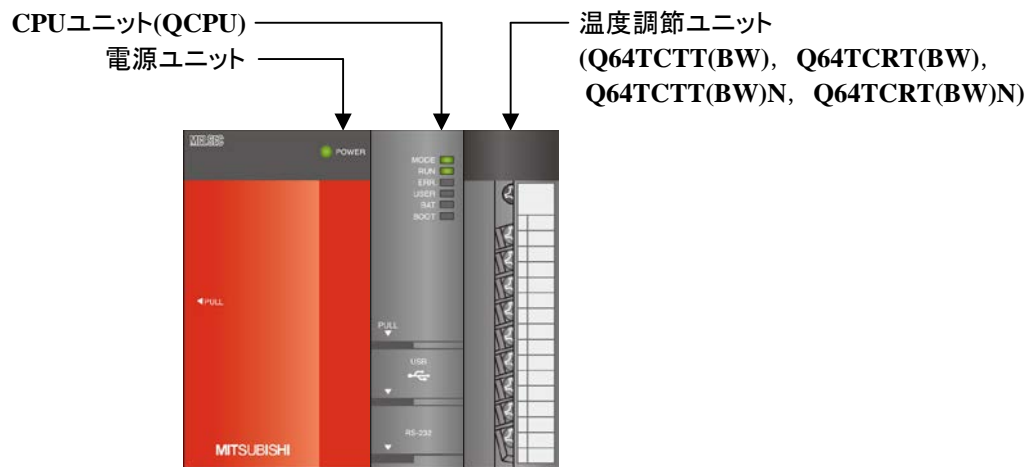 CPUユニット(QCPU)
電源ユニット
温度調節ユニット
(Q64TCTT(BW), Q64TCRT(BW),
Q64TCTT(BW)N, Q64TCRT(BW)N)
MELSEC
POWER
MODE
RUN
ERR.
USER
BAT
BOOT
PULL
PULL
USB
RS-232
MITSUBISHI